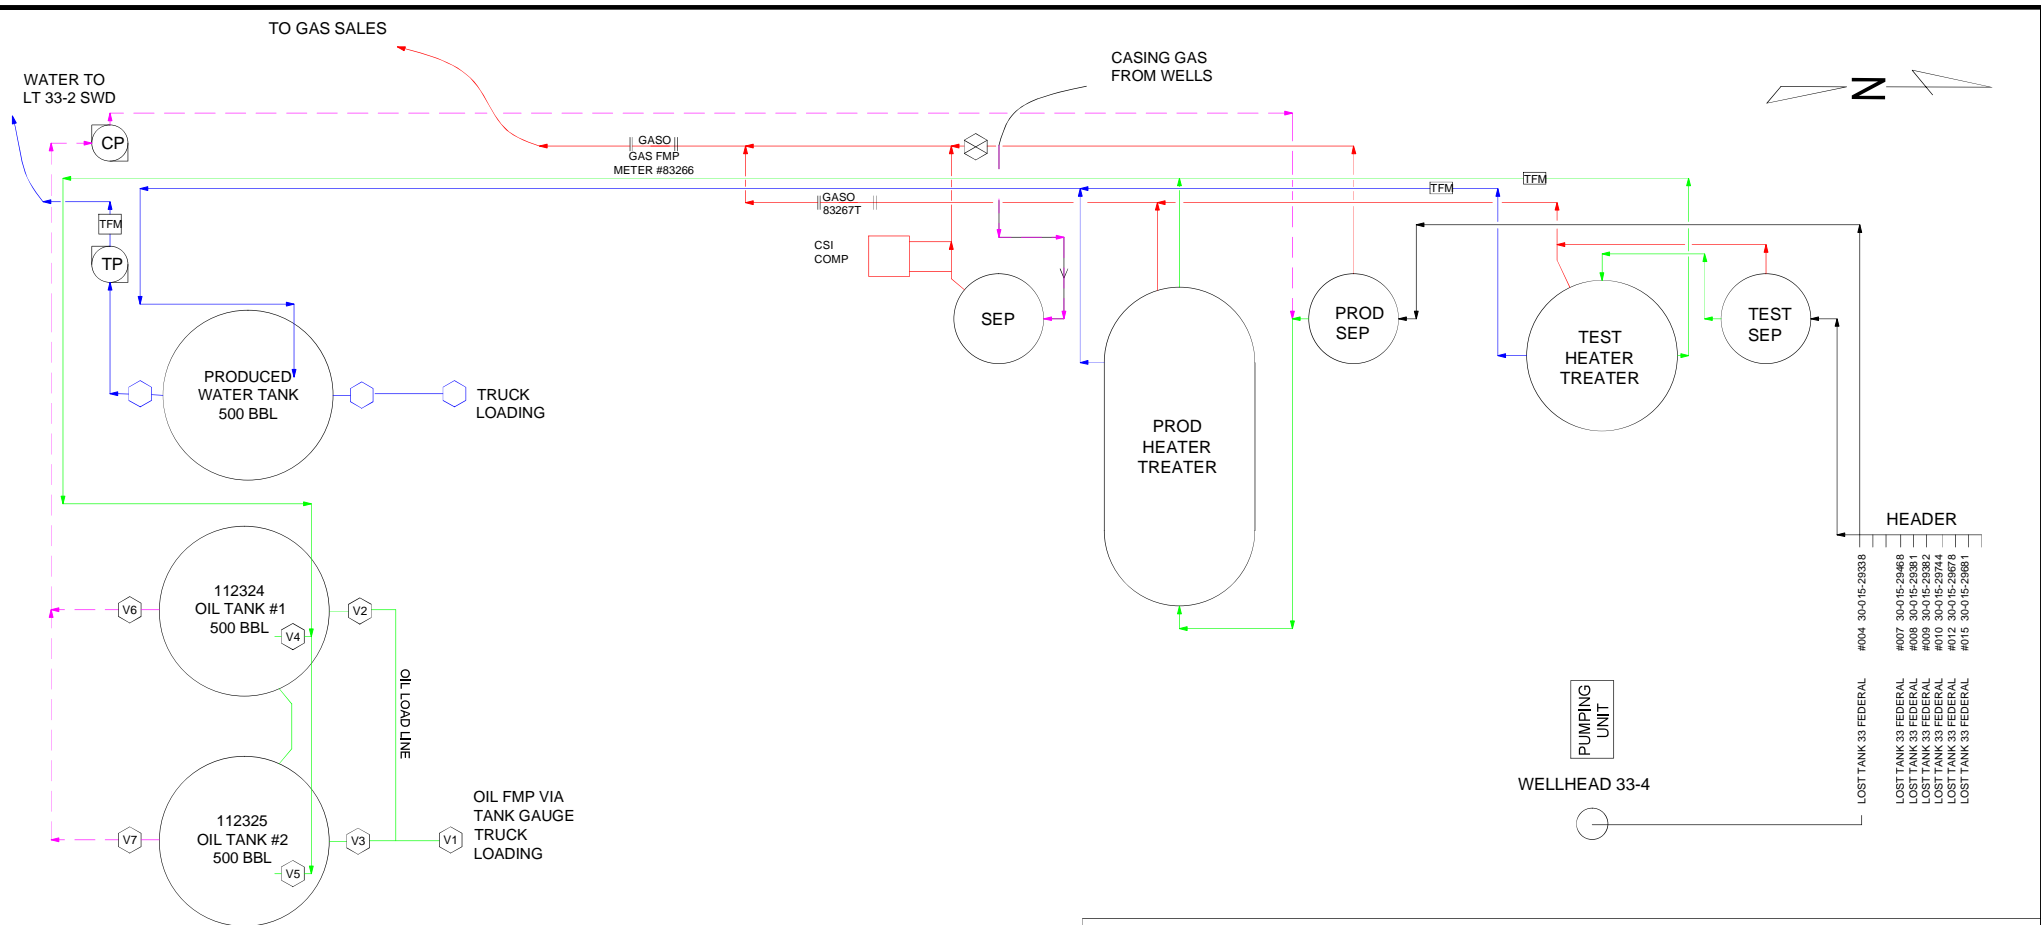 TO GAS SALES
CASING GAS
FROM WELLS
WATER TO
LT 33-2 SWD
N
CP
GASO
GAS FMP
METER #83266
TFM
TFM
GASO
83267T
TFM
TP
CSI
COMP
SEP
PROD
SEP
TEST
SEP
TEST
HEATER
TREATER
PRODUCED
WATER TANK
500 BBL
TRUCK
LOADING
PROD
HEATER
TREATER
HEADER
LOST TANK 33 FEDERAL #004 30-015-29338
LOST TANK 33 FEDERAL #007 30-015-29468
LOST TANK 33 FEDERAL #008 30-015-29381
LOST TANK 33 FEDERAL #009 30-015-29382
LOST TANK 33 FEDERAL #010 30-015-29744
LOST TANK 33 FEDERAL #012 30-015-29678
LOST TANK 33 FEDERAL #015 30-015-29681
112324
OIL TANK #1
500 BBL
V6
V2
V4
OIL LOAD LINE
PUMPING
UNIT
WELLHEAD 33-4
112325
OIL TANK #2
500 BBL
V7
V3
V1
V5
OIL FMP VIA
TANK GAUGE
TRUCK
LOADING